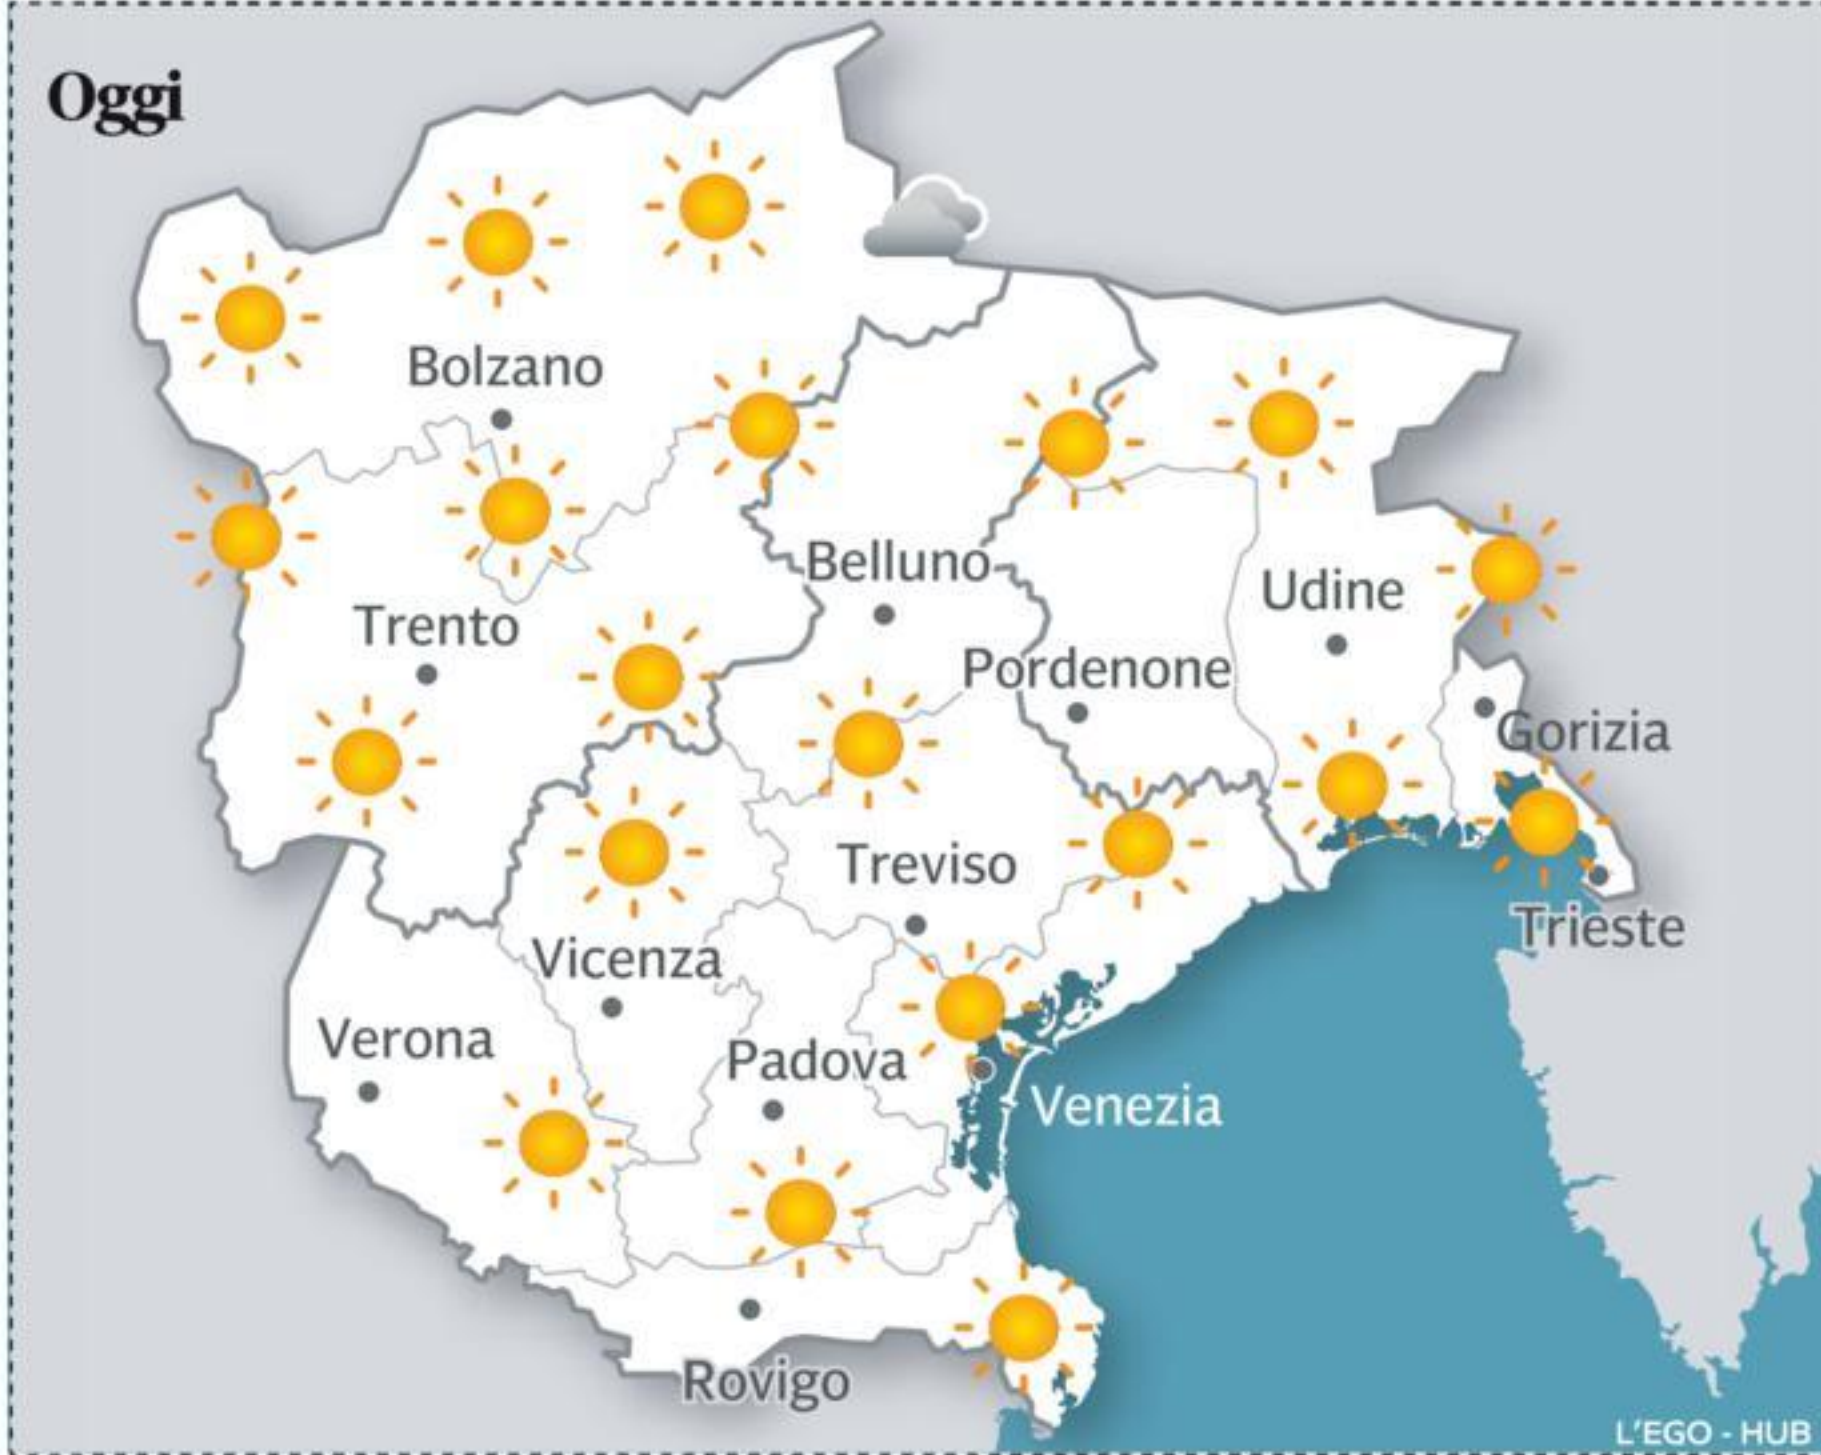 Oggi
Bolzano
Belluno
Udine
Trento
Pordenone
Gorizia
Treviso
Trieste
Vicenza
Verona
Padova
Venezia
Rovigo
L'EGO - HUB